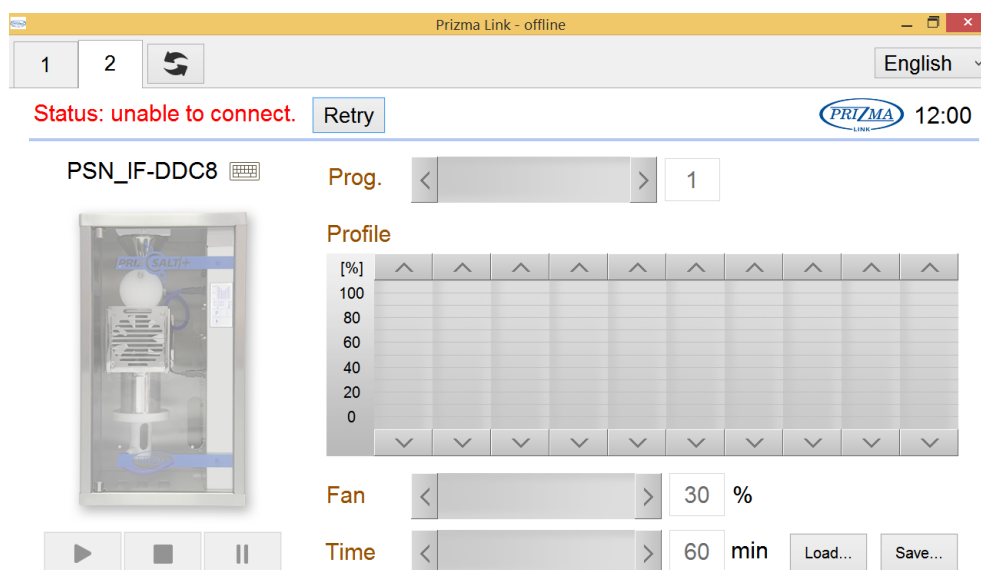 Prizma Link - offline
1 2 English
Status: unable to connect. Retry
PRIZMA
LINK
12:00
PSN_IF-DDC8
Prog. 1
Profile
[%]
100
80
60
40
20
0
Fan 30 %
Time 60 min Load... Save...